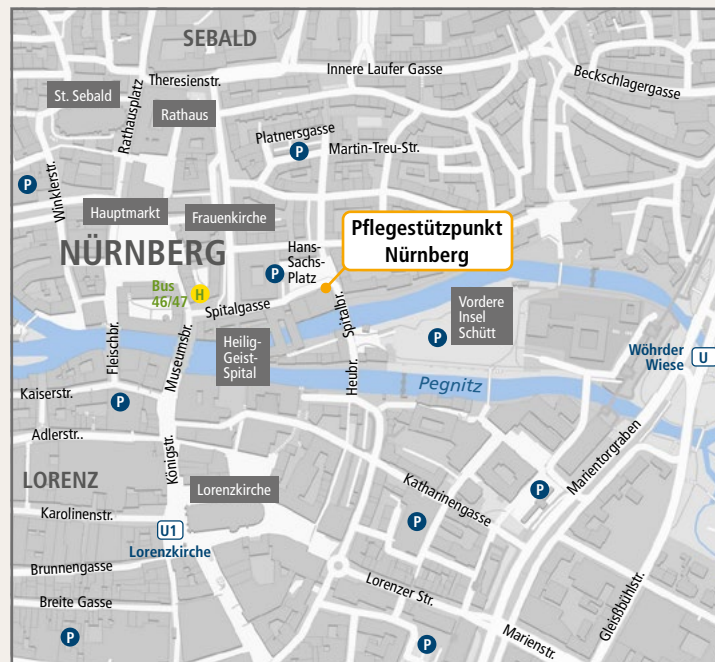 SEBALD
Theresienstr.
Innere Laufer Gasse
Beckschlagergasse
St. Sebald
Rathausplatz
Rathaus
Platnersgasse
P
Martin-Treu-Str.
P
Winklerstr.
Hauptmarkt
Frauenkirche
Pflegestützpunkt
Nürnberg
NÜRNBERG
Hans-
Sachs-
Platz
P
Bus
46/47
H
Spitalgasse
Spitalbr.
Vordere
Insel
Schütt
P
Fleischbr.
Museumsbr.
Heilig-
Geist-
Spital
Heubr.
Pegnitz
Wöhrder
Wiese
U
Kaiserstr.
P
Adlerstr..
Königstr.
LORENZ
Lorenzkirche
Katharinengasse
Marientorgraben
P
Karolinenstr.
U1
Lorenzkirche
P
Brunnengasse
Breite Gasse
Lorenzer Str.
Gleißbühlstr.
P
P
Marienstr.